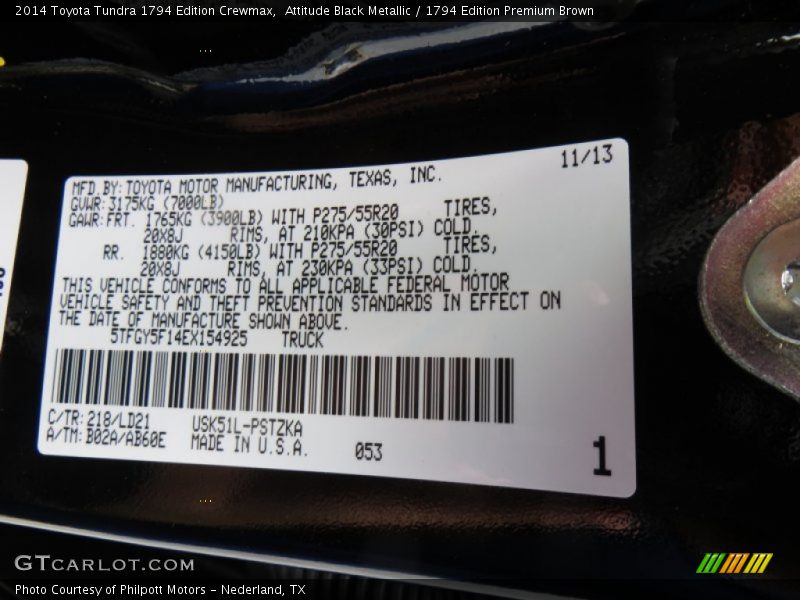 2014 Toyota Tundra 1794 Edition Crewmax,  Attitude Black Metallic / 1794 Edition Premium Brown
11/13
MFD. BY: TOYOTA MOTOR MANUFACTURING, TEXAS, INC.
GVWR: 3175KG (7000LB)
GAWR: FRT. 1765KG (3900LB) WITH P275/55R20 TIRES,
20X8J RIMS, AT 210KPA (30PSI) COLD.
RR. 1880KG (4150LB) WITH P275/55R20 TIRES,
20X8J RIMS, AT 230KPA (33PSI) COLD.
THIS VEHICLE CONFORMS TO ALL APPLICABLE FEDERAL MOTOR
VEHICLE SAFETY AND THEFT PREVENTION STANDARDS IN EFFECT ON
THE DATE OF MANUFACTURE SHOWN ABOVE.
5TFGY5F14EX154925 TRUCK
C/TR: 218/LD21 USK51L-PSTZKA
A/TM: B02A/AB60E MADE IN U.S.A. 053
1
GTCARLOT.COM
Photo Courtesy of Philpott Motors - Nederland, TX